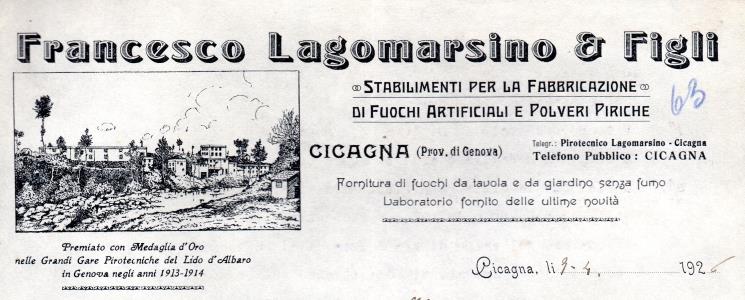 Francesco Lagomarsino & Figli
STABILIMENTI PER LA FABBRICAZIONE
DI FUOCHI ARTIFICIALI E POLVERI PIRICHE
63
CICAGNA (Prov. di Genova)
Telegr.: Pirotecnico Lagomarsino - Cicagna
Telefono Pubblico : CICAGNA
Fornitura di fuochi da tavola e da giardino senza fumo
Laboratorio fornito delle ultime novità
Premiato con Medaglia d'Oro
nelle Grandi Gare Pirotecniche del Lido d'Albaro
in Genova negli anni 1913-1914
Cicagna, li 9-4. 1926